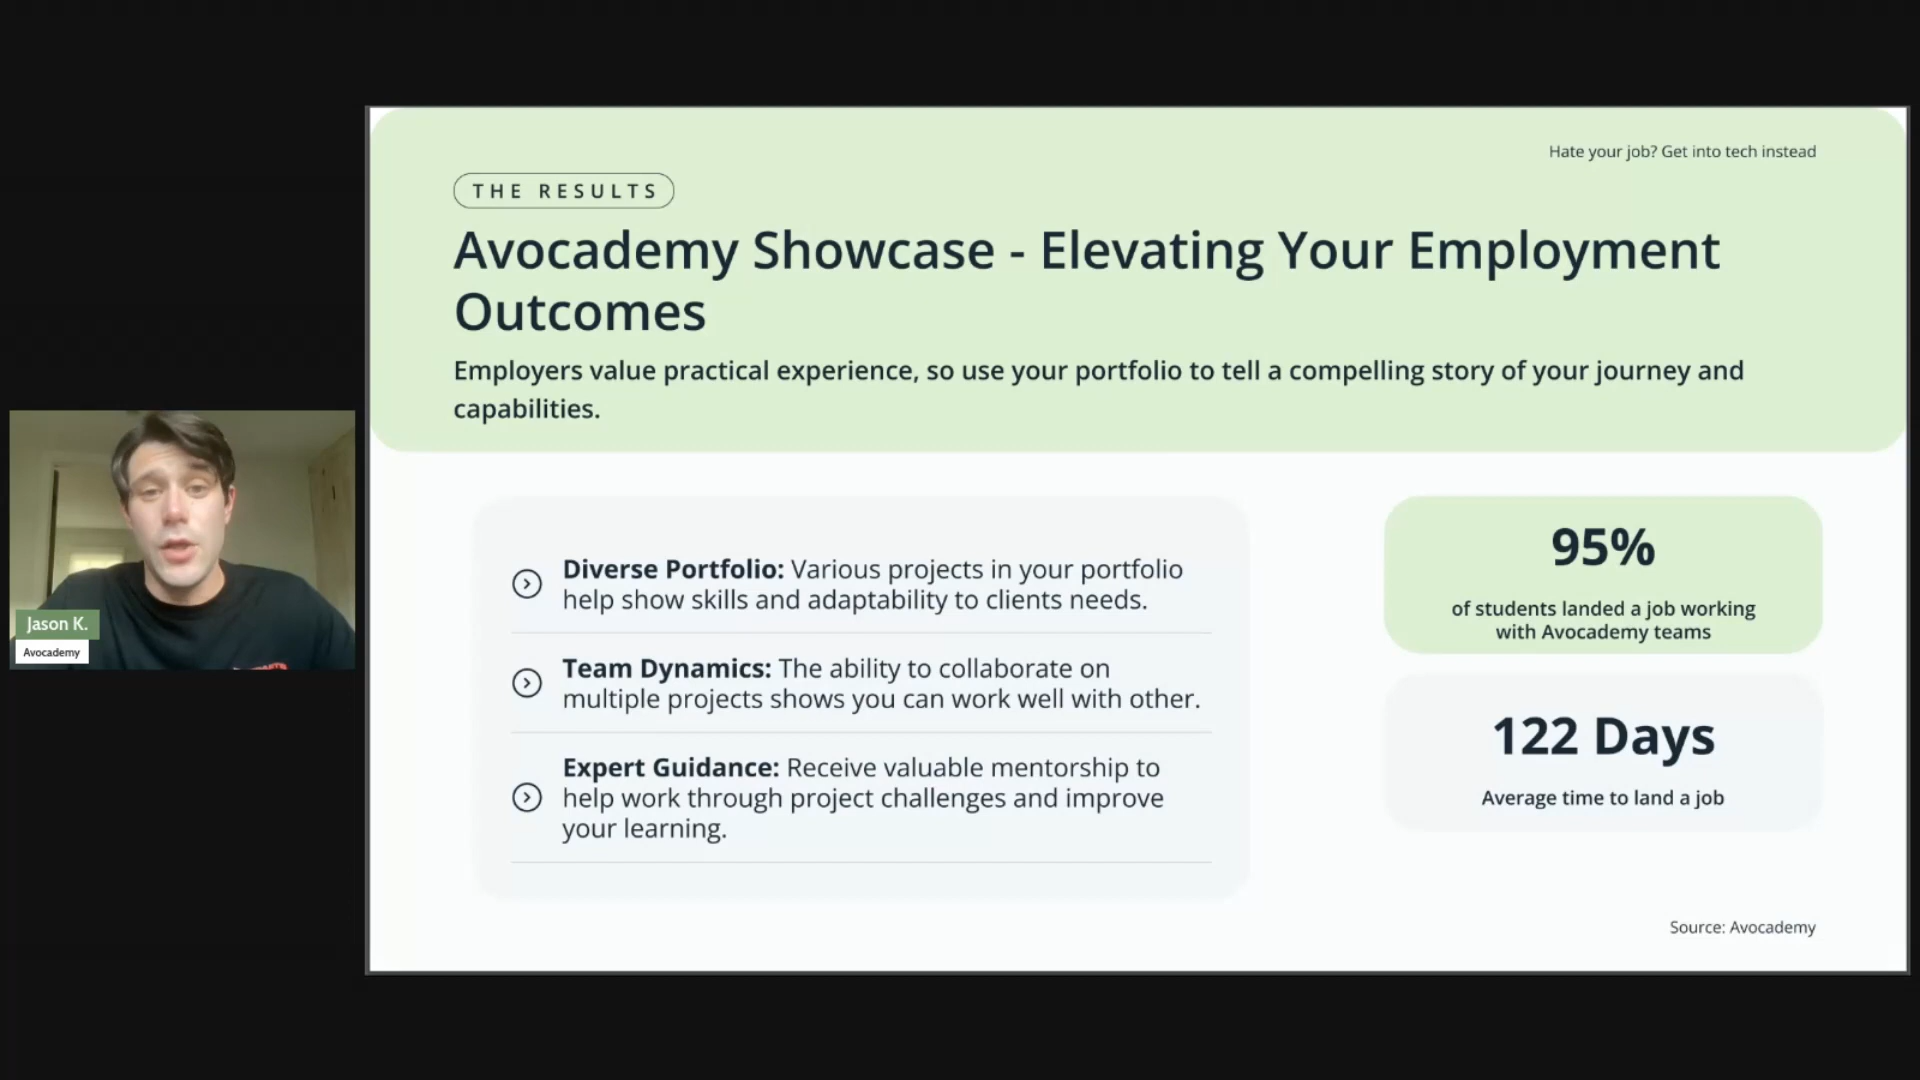 Hate your job? Get into tech instead
THE RESULTS
Avocademy Showcase - Elevating Your Employment
Outcomes
Employers value practical experience, so use your portfolio to tell a compelling story of your journey and
capabilities.
Diverse Portfolio: Various projects in your portfolio
help show skills and adaptability to clients needs.
Team Dynamics: The ability to collaborate on
multiple projects shows you can work well with other.
Expert Guidance: Receive valuable mentorship to
help work through project challenges and improve
your learning.
95%
of students landed a job working
with Avocademy teams
122 Days
Average time to land a job
Source: Avocademy
Jason K.
Avocademy